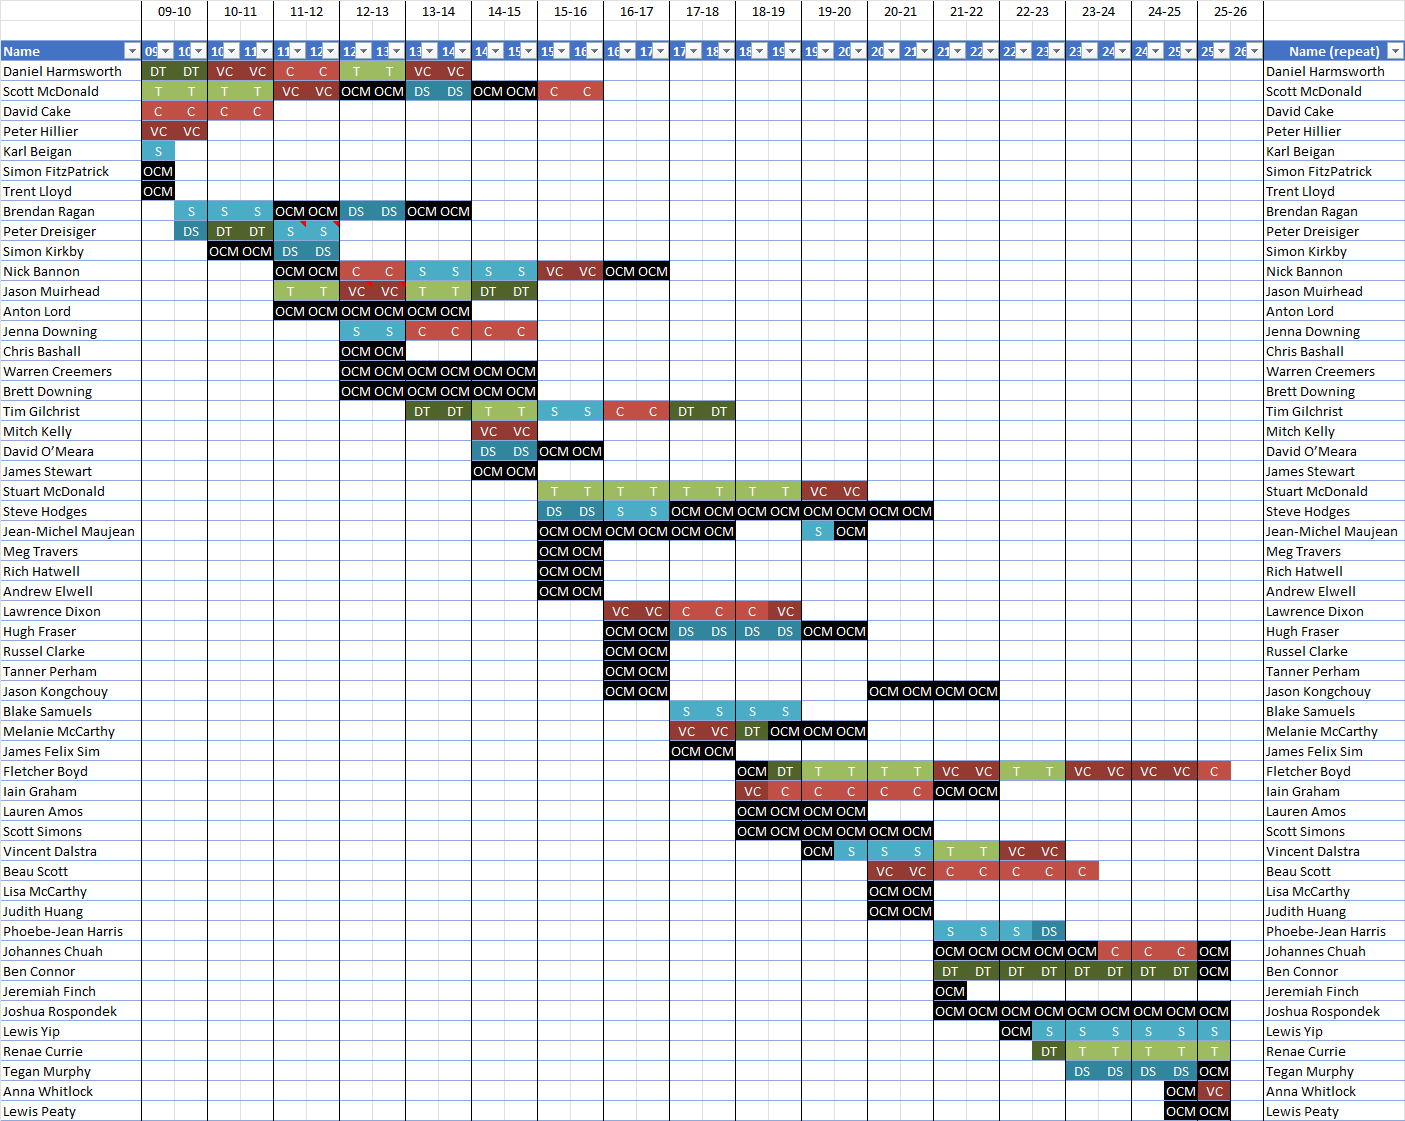 09-10 10-11 11-12 12-13 13-14 14-15 15-16 16-17 17-18 18-19 19-20 20-21 21-22 22-23 23-24 24-25 25-26
Name 09 10 10 11 11 12 12 13 13 14 14 15 15 16 16 17 17 18 18 19 19 20 20 21 21 22 22 23 23 24 24 25 25 26 Name (repeat)
Daniel Harmsworth DT DT VC VC C C T T VC VC Daniel Harmsworth
Scott McDonald T T T T VC VC OCM OCM DS DS OCM OCM C C Scott McDonald
David Cake C C C C David Cake
Peter Hillier VC VC Peter Hillier
Karl Beigan S Karl Beigan
Simon FitzPatrick OCM Simon FitzPatrick
Trent Lloyd OCM Trent Lloyd
Brendan Ragan S S S OCM OCM DS DS OCM OCM Brendan Ragan
Peter Dreisiger DS DT DT S S Peter Dreisiger
Simon Kirkby OCM OCM DS DS Simon Kirkby
Nick Bannon OCM OCM C C S S S S VC VC OCM OCM Nick Bannon
Jason Muirhead T T VC VC T T DT DT Jason Muirhead
Anton Lord OCM OCM OCM OCM OCM OCM Anton Lord
Jenna Downing S S C C C C Jenna Downing
Chris Bashall OCM OCM Chris Bashall
Warren Creemers OCM OCM OCM OCM OCM OCM Warren Creemers
Brett Downing OCM OCM OCM OCM OCM OCM Brett Downing
Tim Gilchrist DT DT T T S S C C DT DT Tim Gilchrist
Mitch Kelly VC VC Mitch Kelly
David O’Meara DS DS OCM OCM David O’Meara
James Stewart OCM OCM James Stewart
Stuart McDonald T T T T T T T T VC VC Stuart McDonald
Steve Hodges DS DS S S OCM OCM OCM OCM OCM OCM OCM OCM Steve Hodges
Jean-Michel Maujean OCM OCM OCM OCM OCM OCM S OCM Jean-Michel Maujean
Meg Travers OCM OCM Meg Travers
Rich Hatwell OCM OCM Rich Hatwell
Andrew Elwell OCM OCM Andrew Elwell
Lawrence Dixon VC VC C C C VC Lawrence Dixon
Hugh Fraser OCM OCM DS DS DS DS OCM OCM Hugh Fraser
Russel Clarke OCM OCM Russel Clarke
Tanner Perham OCM OCM Tanner Perham
Jason Kongchouy OCM OCM OCM OCM OCM OCM Jason Kongchouy
Blake Samuels S S S S Blake Samuels
Melanie McCarthy VC VC DT OCM OCM OCM Melanie McCarthy
James Felix Sim OCM OCM James Felix Sim
Fletcher Boyd OCM DT T T T T VC VC T T VC VC VC VC C Fletcher Boyd
Iain Graham VC C C C C C OCM OCM Iain Graham
Lauren Amos OCM OCM OCM OCM Lauren Amos
Scott Simons OCM OCM OCM OCM OCM OCM Scott Simons
Vincent Dalstra OCM S S S T T VC VC Vincent Dalstra
Beau Scott VC VC C C C C C Beau Scott
Lisa McCarthy OCM OCM Lisa McCarthy
Judith Huang OCM OCM Judith Huang
Phoebe-Jean Harris S S S DS Phoebe-Jean Harris
Johannes Chuah OCM OCM OCM OCM OCM C C C OCM Johannes Chuah
Ben Connor DT DT DT DT DT DT DT DT OCM Ben Connor
Jeremiah Finch OCM Jeremiah Finch
Joshua Rospondek OCM OCM OCM OCM OCM OCM OCM OCM OCM Joshua Rospondek
Lewis Yip OCM S S S S S S Lewis Yip
Renae Currie DT T T T T T Renae Currie
Tegan Murphy DS DS DS DS OCM Tegan Murphy
Anna Whitlock OCM VC Anna Whitlock
Lewis Peaty OCM OCM Lewis Peaty